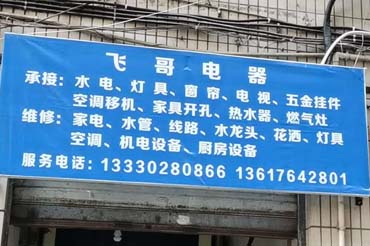 飞哥电器
承接：水电、灯具、窗帘、电视、五金挂件
空调移机、家具开孔、热水器、燃气灶
维修：家电、水管、线路、水龙头、花洒、灯具
空调、机电设备、厨房设备
服务电话：13330280866 13617642801